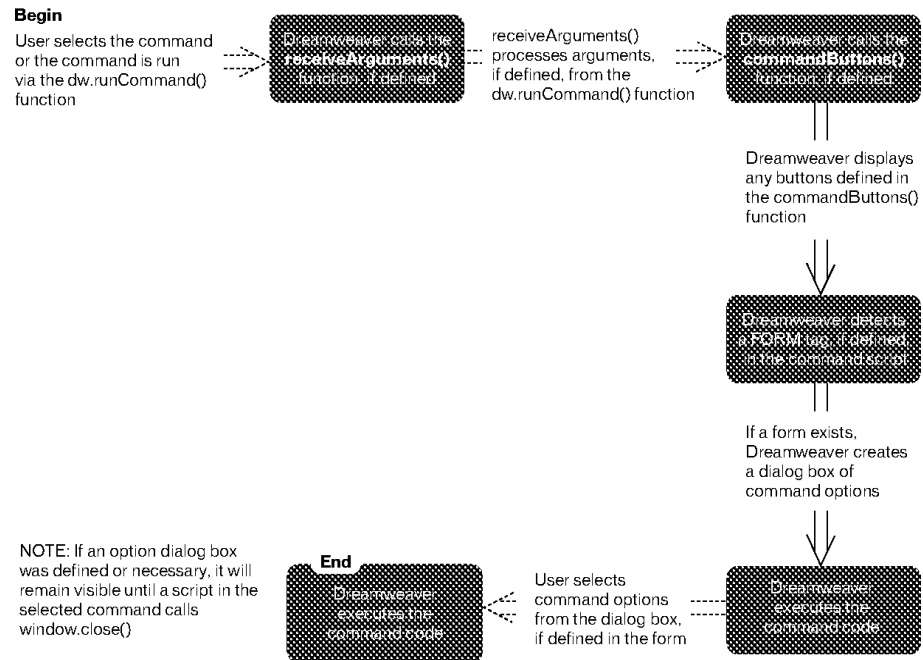 Begin
User selects the command
or the command is run
via the dw.runCommand()
function
Dreamweaver calls the
receiveArguments()
function, if defined
receiveArguments()
processes arguments,
if defined, from the
dw.runCommand() function
Dreamweaver calls the
commandButtons()
function, if defined
Dreamweaver displays
any buttons defined in
the commandButtons()
function
Dreamweaver detects
a FORM tag, if defined
in the command script
If a form exists,
Dreamweaver creates
a dialog box of
command options
Dreamweaver
executes the
command code
User selects
command options
from the dialog box,
if defined in the form
End
Dreamweaver
executes the
command code
NOTE: If an option dialog box
was defined or necessary, it will
remain visible until a script in the
selected command calls
window.close()